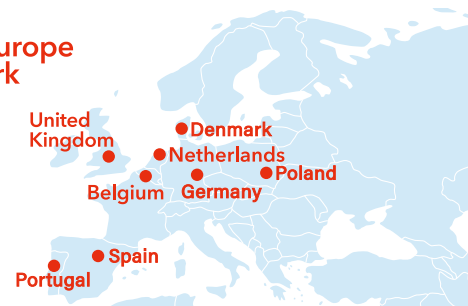 urope
rk
United
Kingdom
Denmark
Netherlands
Belgium
Germany
Poland
Spain
Portugal